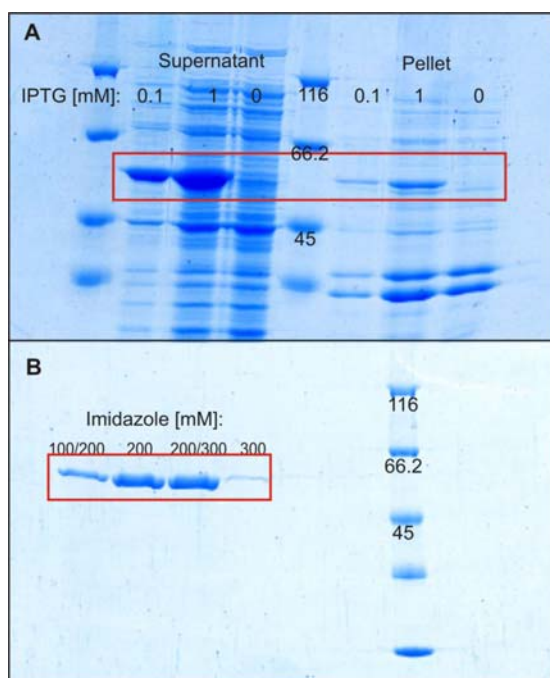 A
Supernatant Pellet
IPTG [mM]: 0.1 1 0 116 0.1 1 0
66.2
45
B
Imidazole [mM]:
100/200 200 200/300 300
116
66.2
45